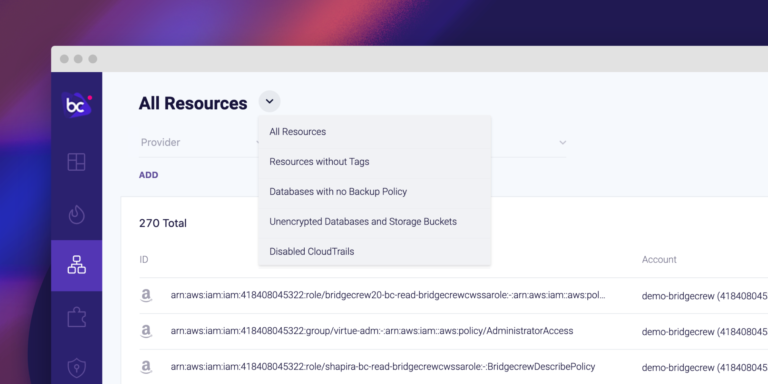 bc
All Resources
All Resources
Provider
Resources without Tags
ADD
Databases with no Backup Policy
270 Total
Unencrypted Databases and Storage Buckets
Disabled CloudTrails
ID
Account
arn:aws:iam:iam:418408045322:role/bridgecrew20-bc-read-bridgecrewcwssarole:-:arn:aws:iam::aws:pol...
demo-bridgecrew (418408045
arn:aws:iam:iam:418408045322:group/virtue-adm:-:arn:aws:iam::aws:policy/AdministratorAccess
demo-bridgecrew (418408045
arn:aws:iam:iam:418408045322:role/shapira-bc-read-bridgecrewcwssarole:-:BridgecrewDescribePolicy
demo-bridgecrew (418408045